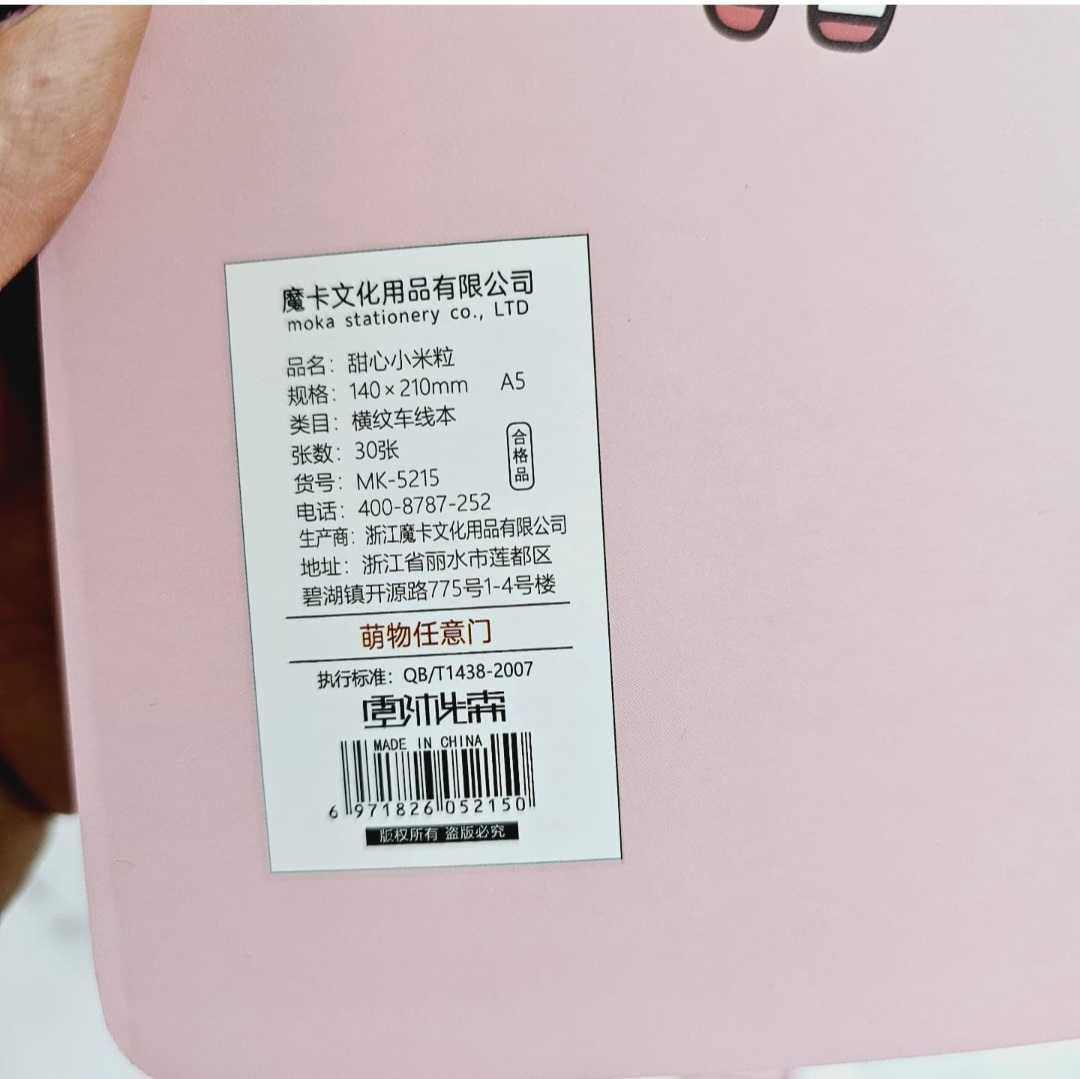 魔卡文化用品有限公司
moka stationery co., LTD
品名：甜心小米粒
规格：140×210mm A5
类目：横纹车线本
张数：30张
货号：MK-5215
合格品
电话：400-8787-252
生产商：浙江魔卡文化用品有限公司
地址：浙江省丽水市莲都区
碧湖镇开源路775号1-4号楼
萌物任意门
执行标准：QB/T1438-2007
MADE IN CHINA
6 971826 052150
版权所有 盗版必究